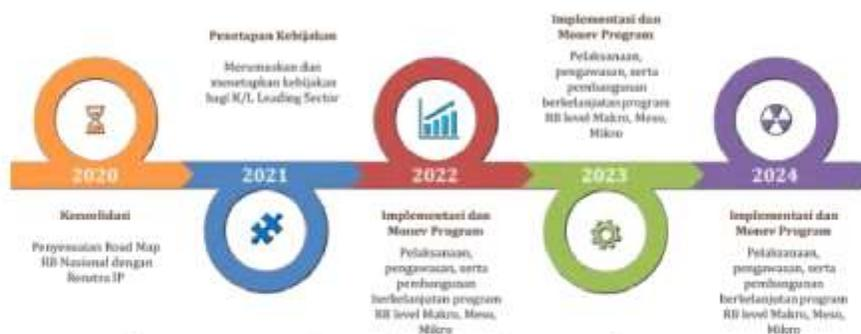 2020
Konsolidasi
Penyesuaian Road Map
RB Nasional dengan
Renstra IP
Penetapan Kebijakan
Merumuskan dan
menetapkan kebijakan
bagi K/L Leading Sector
2021
2022
Implementasi dan
Monev Program
Pelaksanaan,
pengawasan, serta
pembangunan
berkelanjutan program
RB level Makro, Meso,
Mikro
Implementasi dan
Monev Program
Pelaksanaan,
pengawasan, serta
pembangunan
berkelanjutan program
RB level Makro, Meso,
Mikro
2023
2024
Implementasi dan
Monev Program
Pelaksanaan,
pengawasan, serta
pembangunan
berkelanjutan program
RB level Makro, Meso,
Mikro